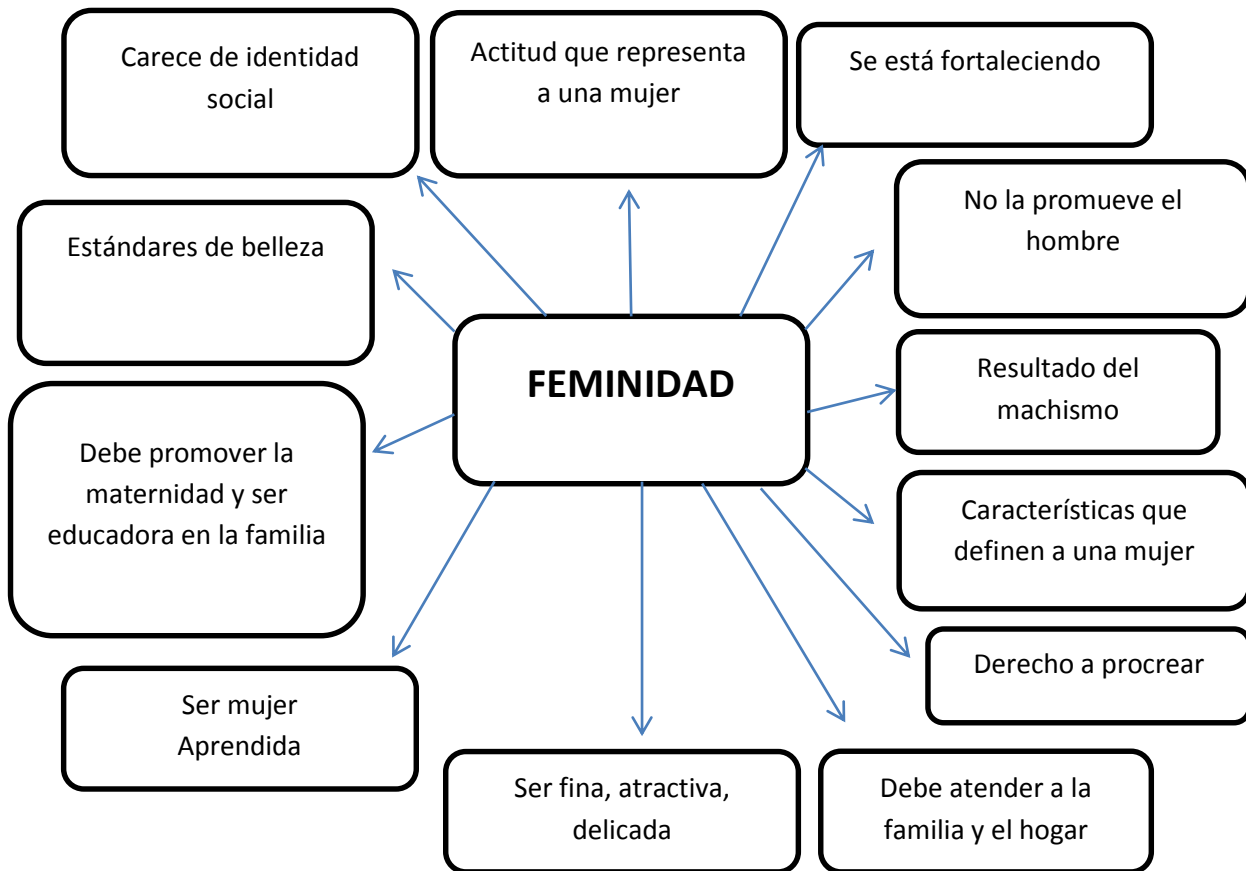 Carece de identidad
social
Actitud que representa
a una mujer
Se está fortaleciendo
No la promueve el
hombre
Estándares de belleza
FEMINIDAD
Resultado del
machismo
Debe promover la
maternidad y ser
educadora en la familia
Características que
definen a una mujer
Derecho a procrear
Ser mujer
Aprendida
Ser fina, atractiva,
delicada
Debe atender a la
familia y el hogar